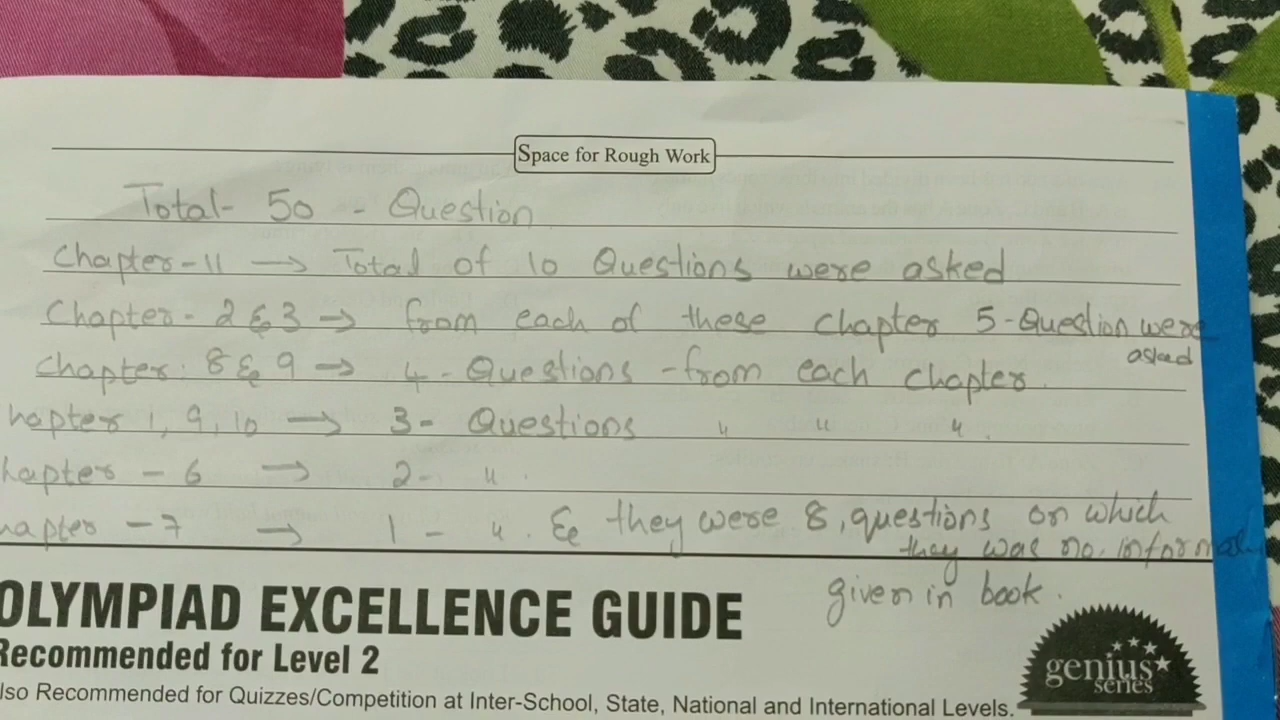 Space for Rough Work
Total- 50 - Question
Chapter-11 → Total of 10 Questions were asked
Chapter- 2 & 3 → from each of these chapter 5-Question were
asked
Chapter: 8 & 9 → 4-Questions -from each chapter
hapter 1, 9, 10 → 3- Questions " " "
hapter - 6 → 2- " .
hapter -7 → 1- " . & they were 8, questions on which
they was no. informat
given in book.
OLYMPIAD EXCELLENCE GUIDE
Recommended for Level 2
lso Recommended for Quizzes/Competition at Inter-School, State, National and International Levels.
genius
series